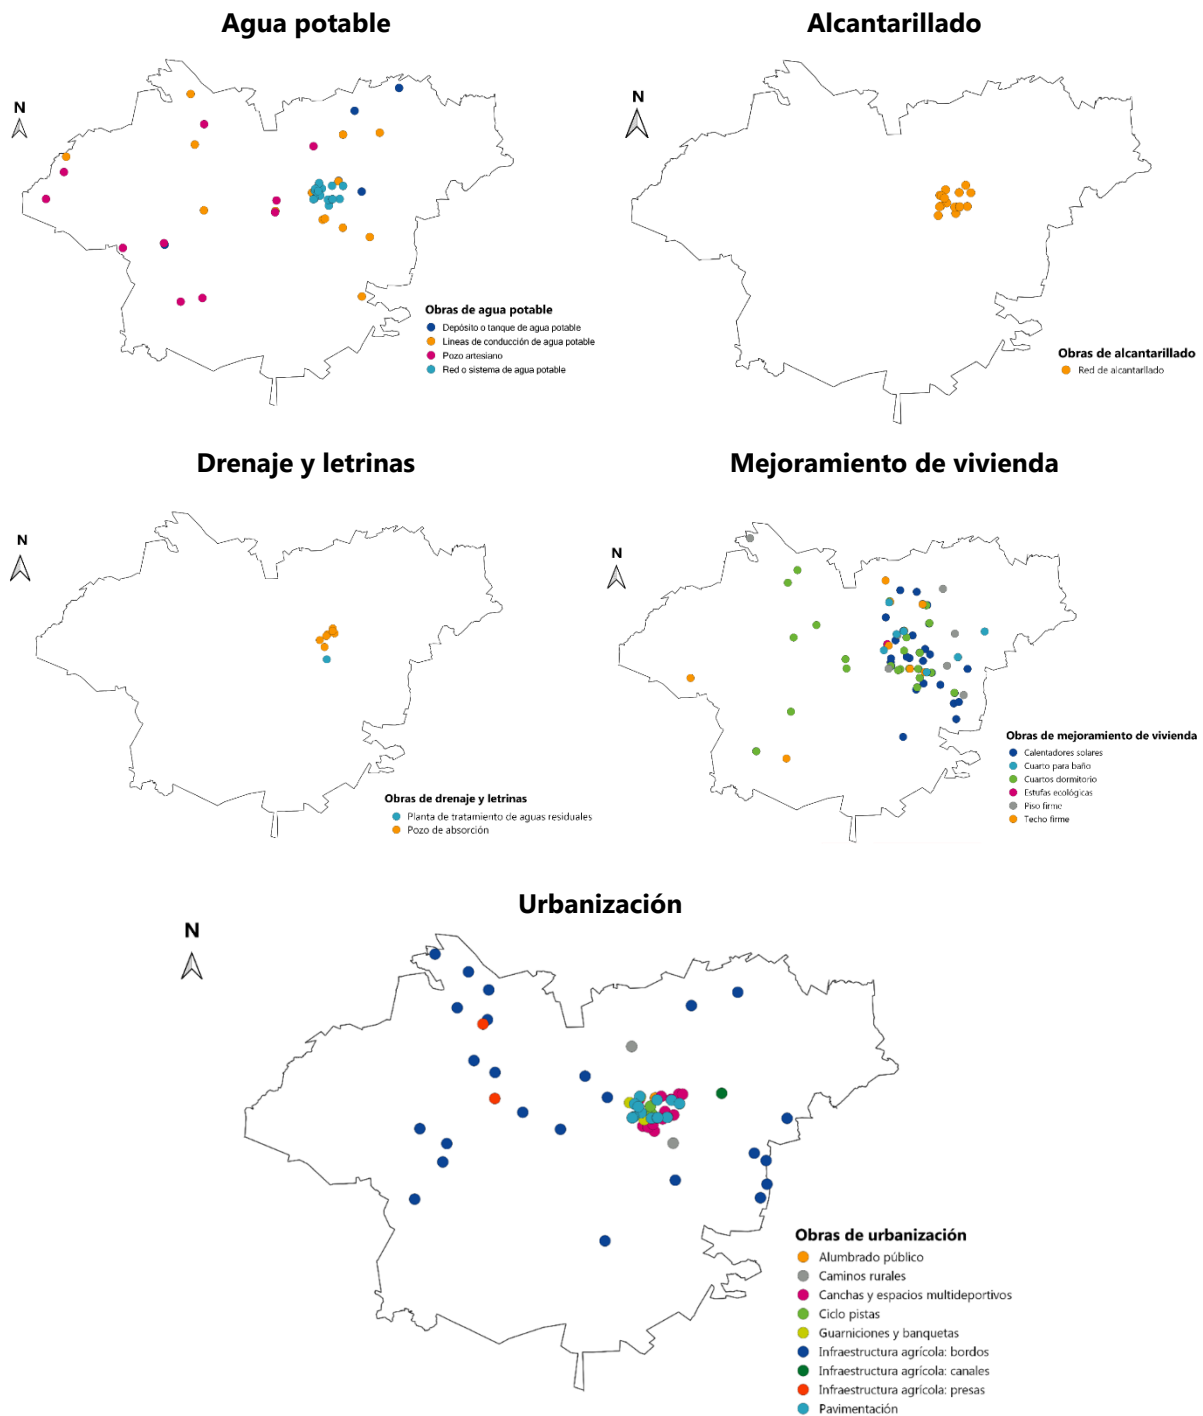 Agua potable
Alcantarillado
N
N
Obras de agua potable
Depósito o tanque de agua potable
Líneas de conducción de agua potable
Pozo artesiano
Red o sistema de agua potable
Obras de alcantarillado
Red de alcantarillado
Drenaje y letrinas
Mejoramiento de vivienda
N
N
Obras de drenaje y letrinas
Planta de tratamiento de aguas residuales
Pozo de absorción
Obras de mejoramiento de vivienda
Calentadores solares
Cuarto para baño
Cuartos dormitorio
Estufas ecológicas
Piso firme
Techo firme
Urbanización
N
Obras de urbanización
Alumbrado público
Caminos rurales
Canchas y espacios multideportivos
Ciclo pistas
Guarniciones y banquetas
Infraestructura agrícola: bordos
Infraestructura agrícola: canales
Infraestructura agrícola: presas
Pavimentación